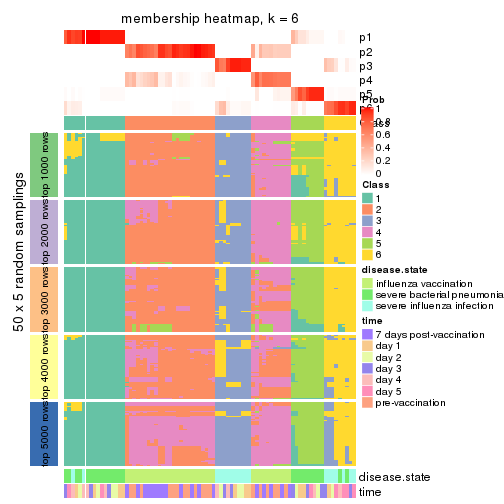 membership heatmap, k = 6
p1
p2
p3
p4
p5
p6
Prob
0.8
0.6
0.4
0.2
0
Class
1
2
3
4
5
6
disease.state
influenza vaccination
severe bacterial pneumonia
severe influenza infection
time
7 days post-vaccination
day 1
day 2
day 3
day 4
day 5
pre-vaccination
50 x 5 random samplings
top 1000 rows
top 2000 rows
top 3000 rows
top 4000 rows
top 5000 rows
disease.state
time